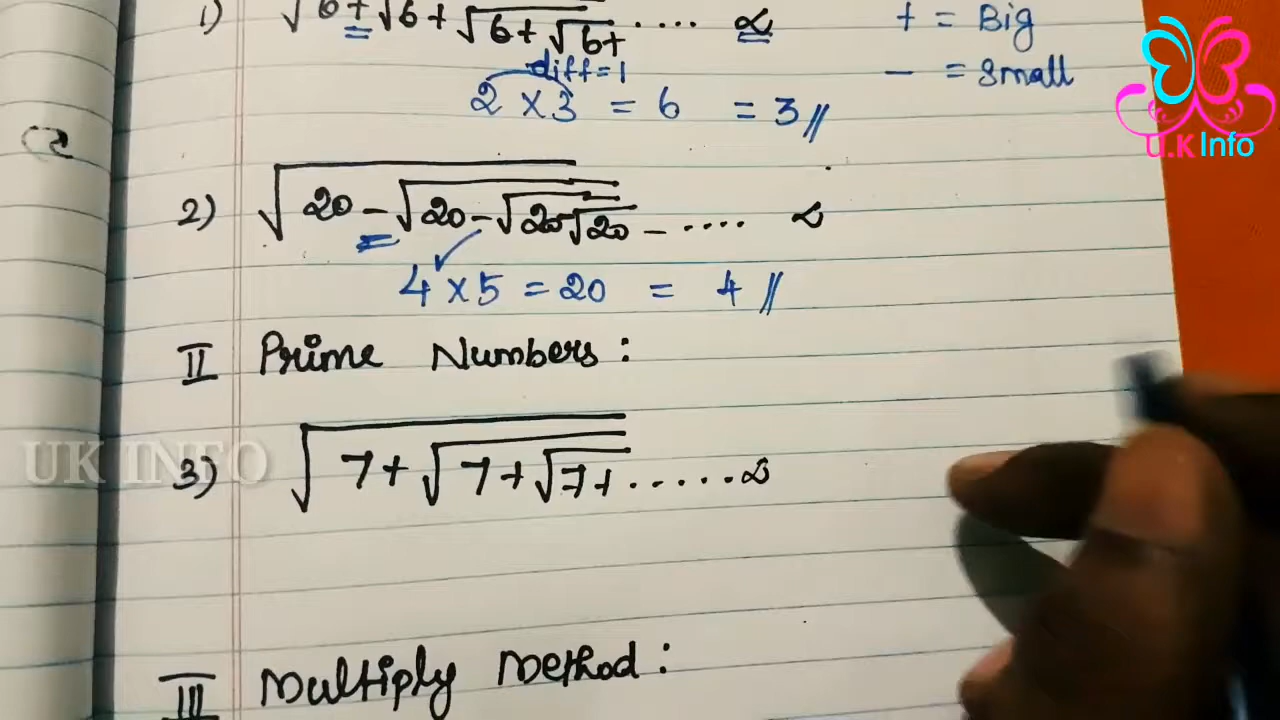 1) √6+√6+√6+√6+ .... ∝ + = Big
diff=1 – = Small
2 × 3 = 6 = 3//
U.K Info
2) √20–√20–√20√20 – .... ∝
4 × 5 = 20 = 4//
II Prime Numbers:
UK INFO
3) √7+√7+√7+.....∝
III Multiply Method: